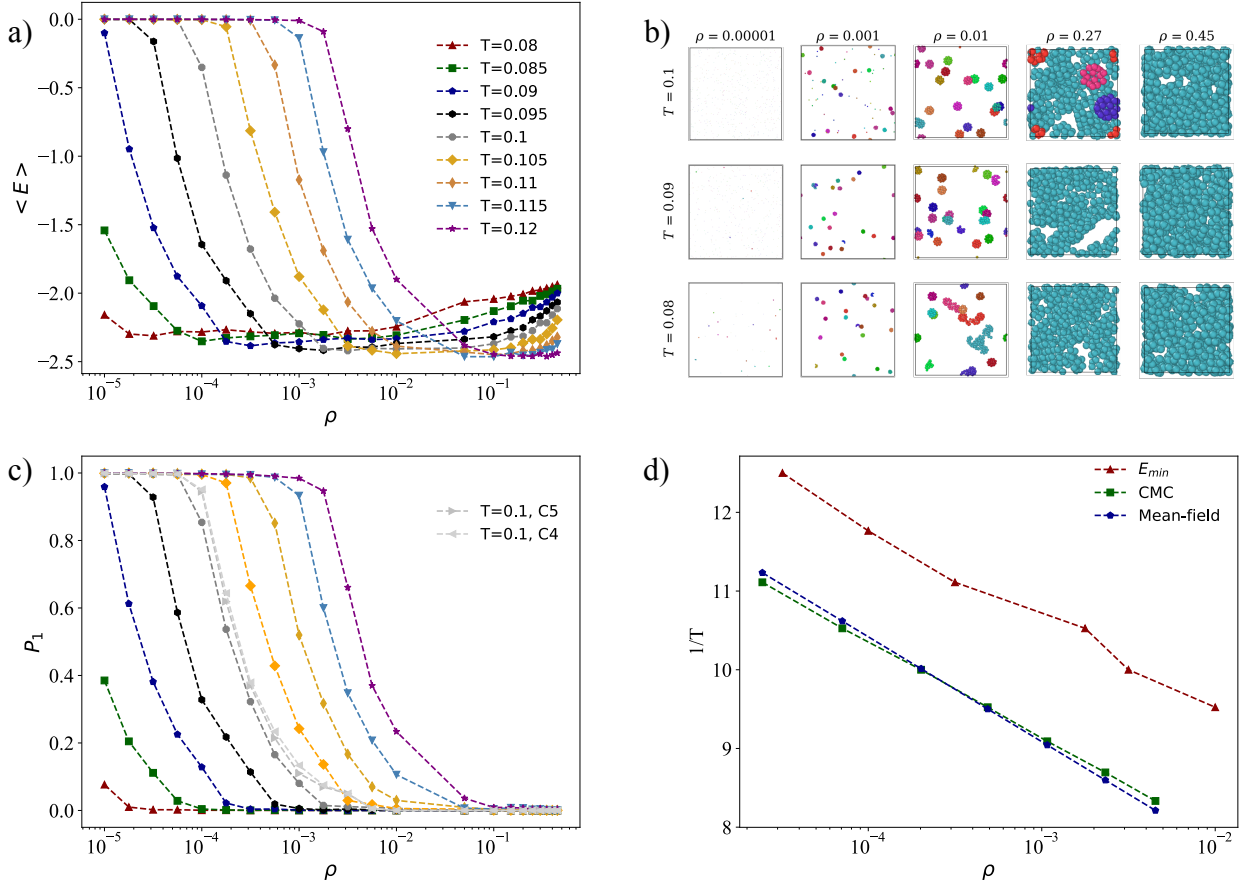 a)
0.0
−0.5
−1.0
−1.5
−2.0
−2.5
< E >
10⁻⁵
10⁻⁴
10⁻³
10⁻²
10⁻¹
ρ
T=0.08
T=0.085
T=0.09
T=0.095
T=0.1
T=0.105
T=0.11
T=0.115
T=0.12
b)
ρ = 0.00001
ρ = 0.001
ρ = 0.01
ρ = 0.27
ρ = 0.45
T = 0.1
T = 0.09
T = 0.08
c)
1.0
0.8
0.6
0.4
0.2
0.0
P₁
10⁻⁵
10⁻⁴
10⁻³
10⁻²
10⁻¹
ρ
T=0.1, C5
T=0.1, C4
d)
12
11
10
9
8
1/T
10⁻⁴
10⁻³
10⁻²
ρ
Eₘᵢₙ
CMC
Mean-field